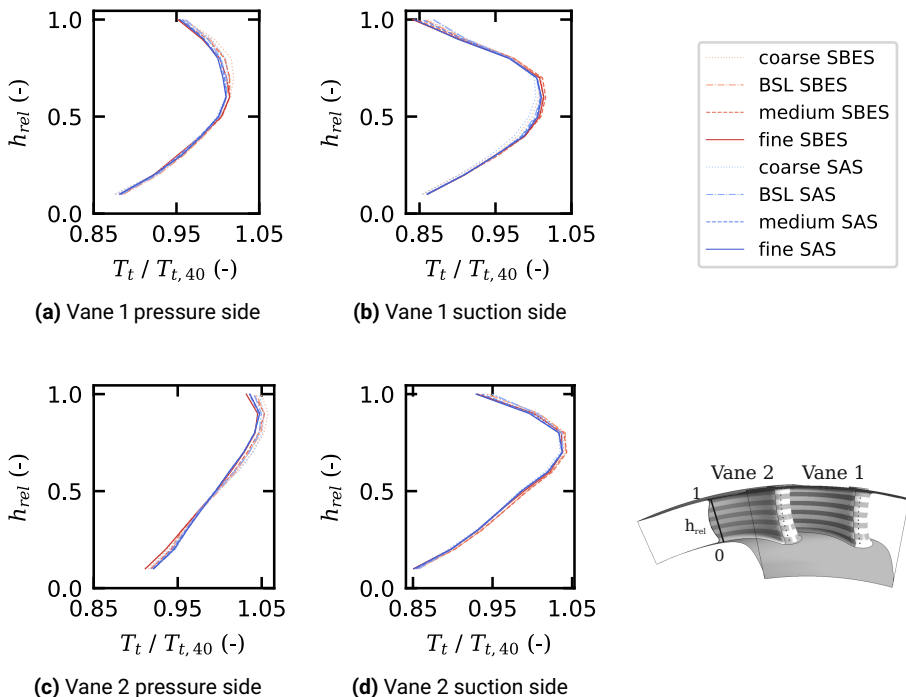 1.0
0.5
0.0
h_rel (-)
0.85 0.95 1.05
T_t / T_{t, 40} (-)
(a) Vane 1 pressure side
1.0
0.5
0.0
h_rel (-)
0.85 0.95 1.05
T_t / T_{t, 40} (-)
(b) Vane 1 suction side
coarse SBES
BSL SBES
medium SBES
fine SBES
coarse SAS
BSL SAS
medium SAS
fine SAS
1.0
0.5
0.0
h_rel (-)
0.85 0.95 1.05
T_t / T_{t, 40} (-)
(c) Vane 2 pressure side
1.0
0.5
0.0
h_rel (-)
0.85 0.95 1.05
T_t / T_{t, 40} (-)
(d) Vane 2 suction side
Vane 2 Vane 1
1
h_rel
0